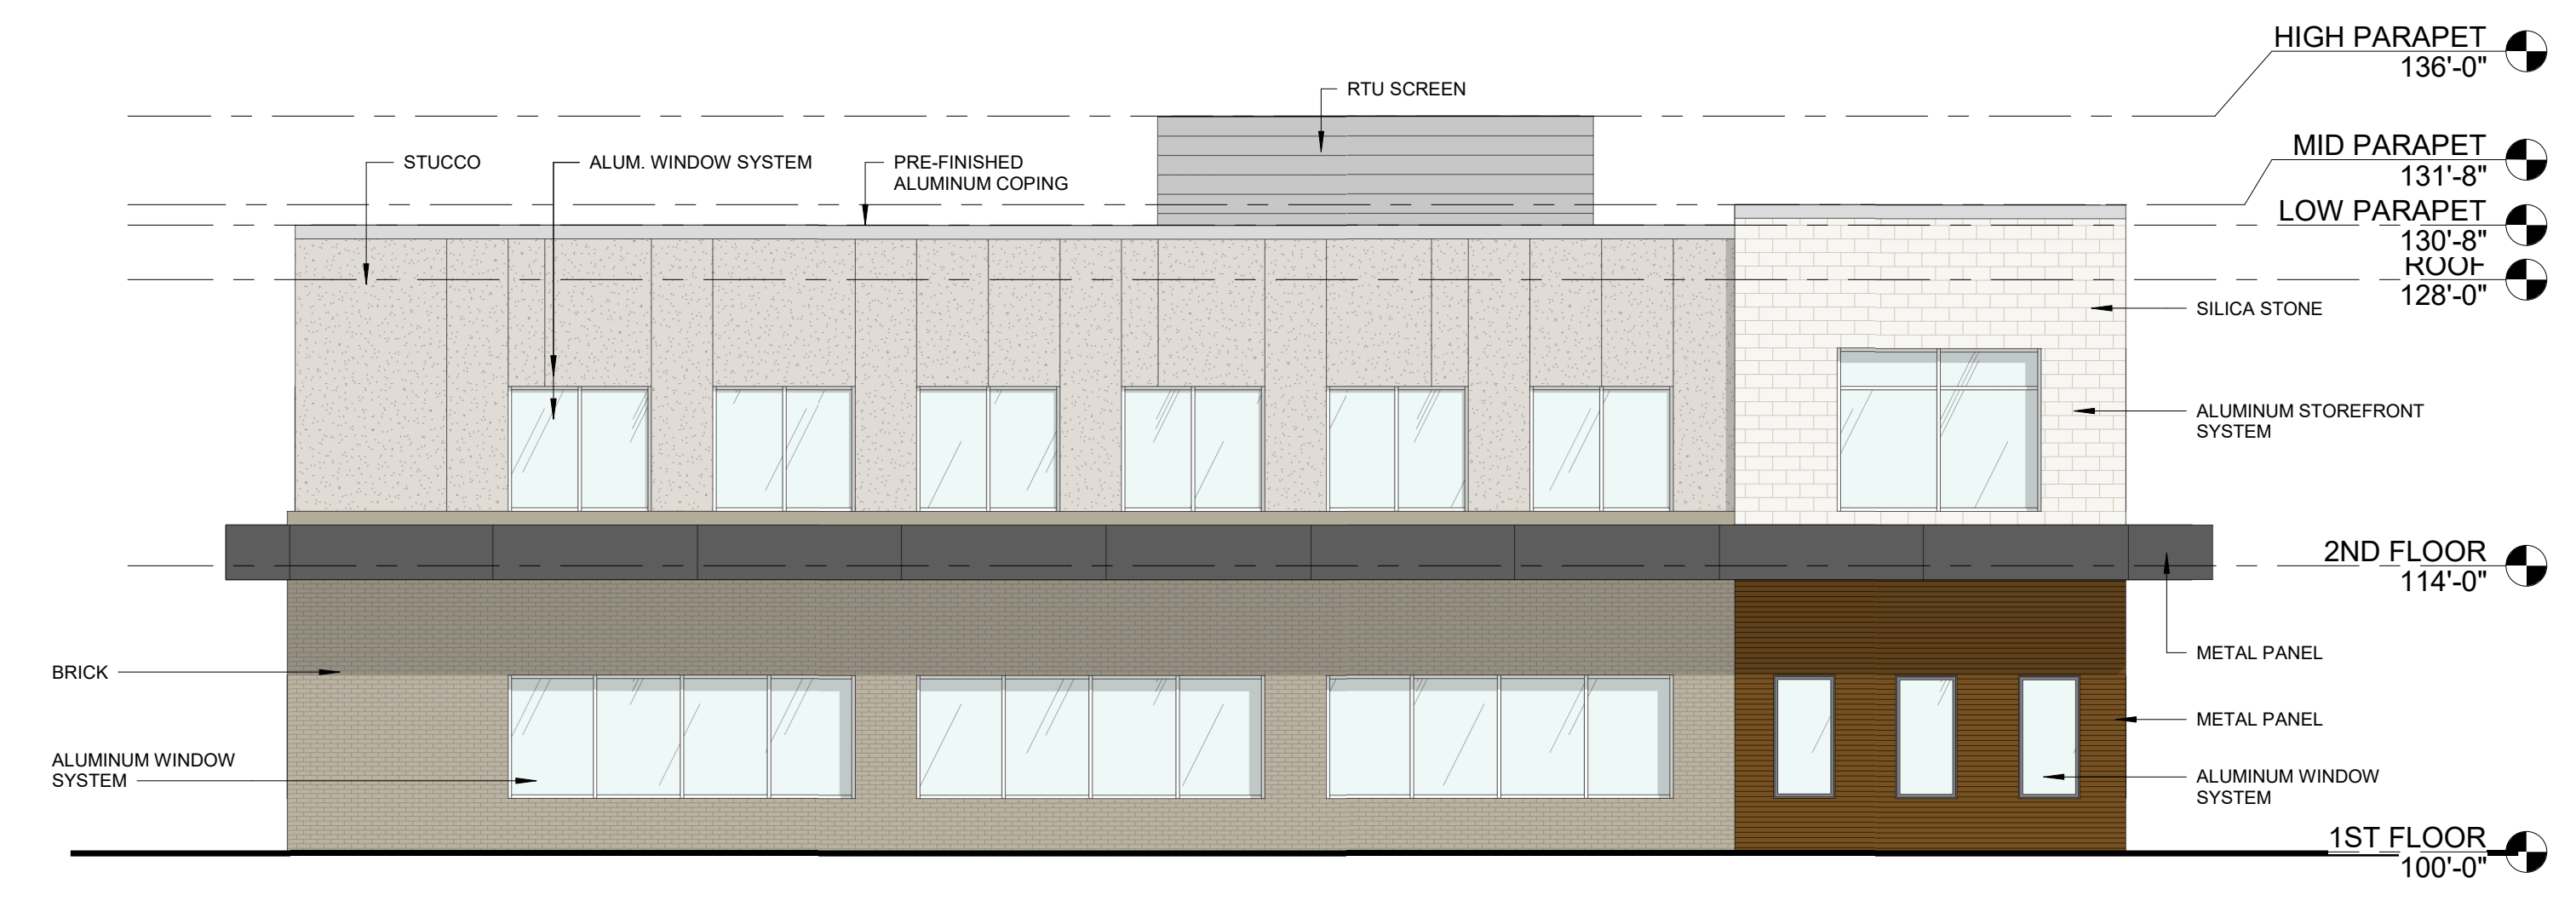 HIGH PARAPET
136'-0"
RTU SCREEN
STUCCO
ALUM. WINDOW SYSTEM
PRE-FINISHED
ALUMINUM COPING
MID PARAPET
131'-8"
LOW PARAPET
130'-8"
ROOF
128'-0"
SILICA STONE
ALUMINUM STOREFRONT
SYSTEM
2ND FLOOR
114'-0"
METAL PANEL
BRICK
METAL PANEL
ALUMINUM WINDOW
SYSTEM
ALUMINUM WINDOW
SYSTEM
1ST FLOOR
100'-0"